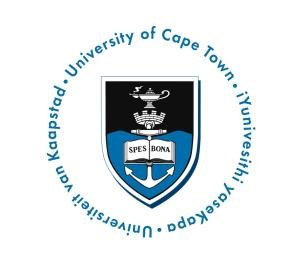 University of Cape Town • iYunivesithi yaseKapa • Universiteit van Kaapstad •
SPES BONA